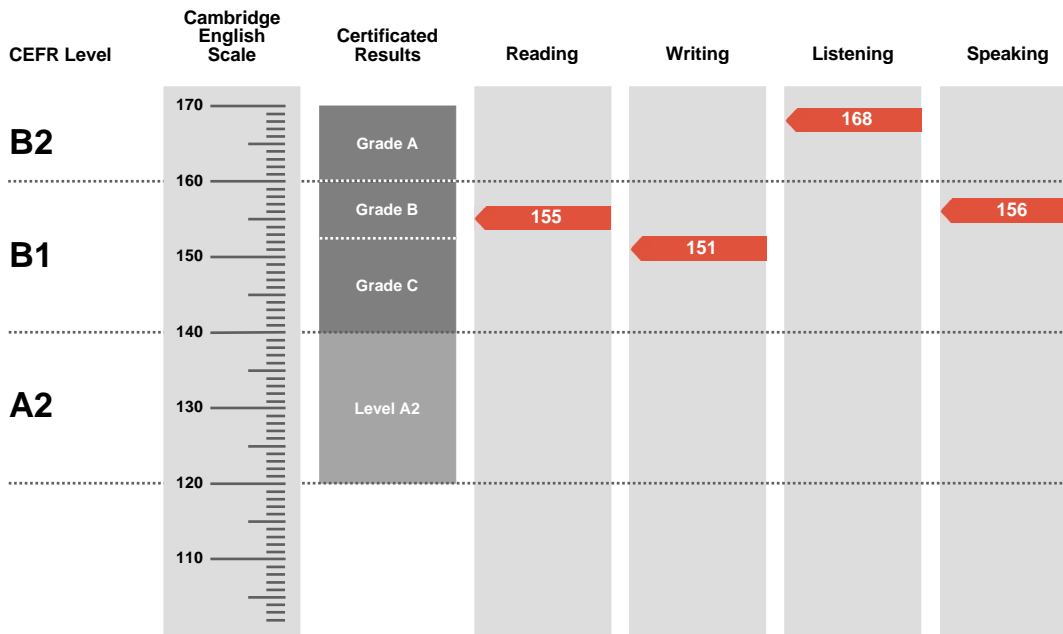 CEFR Level
Cambridge
English
Scale
Certificated
Results
Reading
Writing
Listening
Speaking
170
168
B2
Grade A
160
Grade B
155
156
B1
150
151
Grade C
140
A2
130
Level A2
120
110